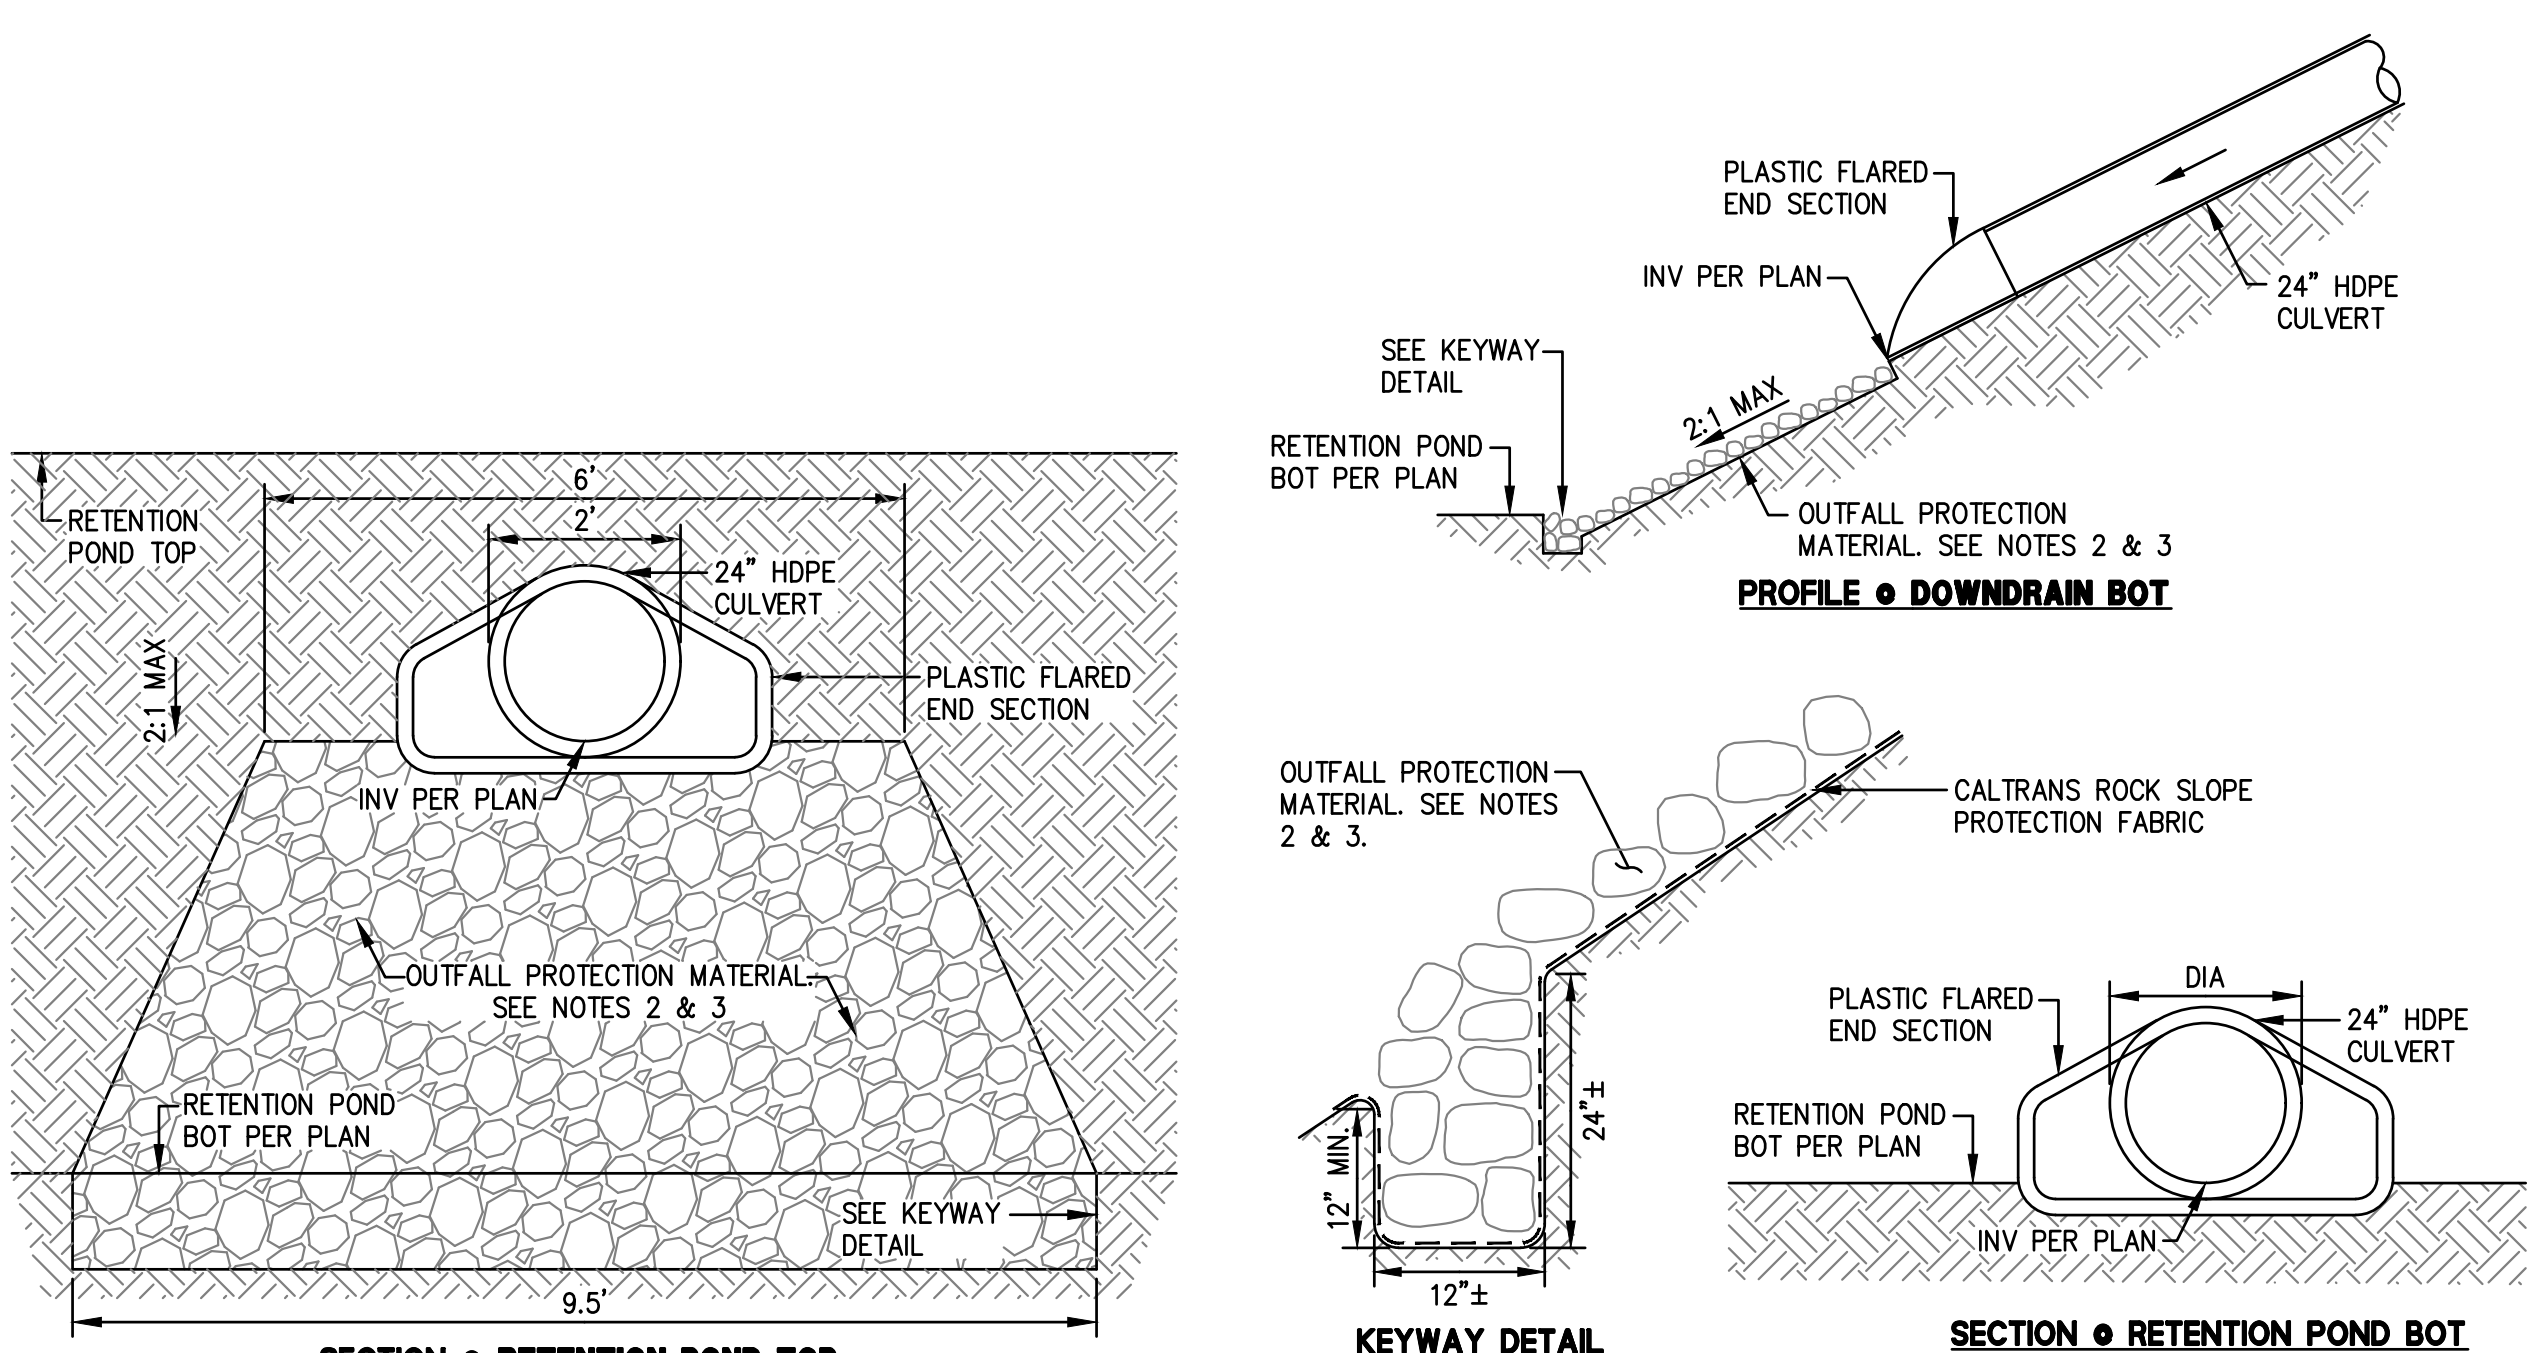 PLASTIC FLARED
END SECTION
INV PER PLAN
24" HDPE
CULVERT
SEE KEYWAY
DETAIL
2:1 MAX
RETENTION POND
BOT PER PLAN
OUTFALL PROTECTION
MATERIAL. SEE NOTES 2 & 3
PROFILE @ DOWNDRAIN BOT
6'
2'
RETENTION
POND TOP
24" HDPE
CULVERT
2:1 MAX
PLASTIC FLARED
END SECTION
INV PER PLAN
OUTFALL PROTECTION MATERIAL.
SEE NOTES 2 & 3
RETENTION POND
BOT PER PLAN
SEE KEYWAY
DETAIL
9.5'
SECTION @ RETENTION POND TOP
OUTFALL PROTECTION
MATERIAL. SEE NOTES
2 & 3.
CALTRANS ROCK SLOPE
PROTECTION FABRIC
12" MIN.
24"±
12"±
KEYWAY DETAIL
DIA
PLASTIC FLARED
END SECTION
24" HDPE
CULVERT
RETENTION POND
BOT PER PLAN
INV PER PLAN
SECTION @ RETENTION POND BOT